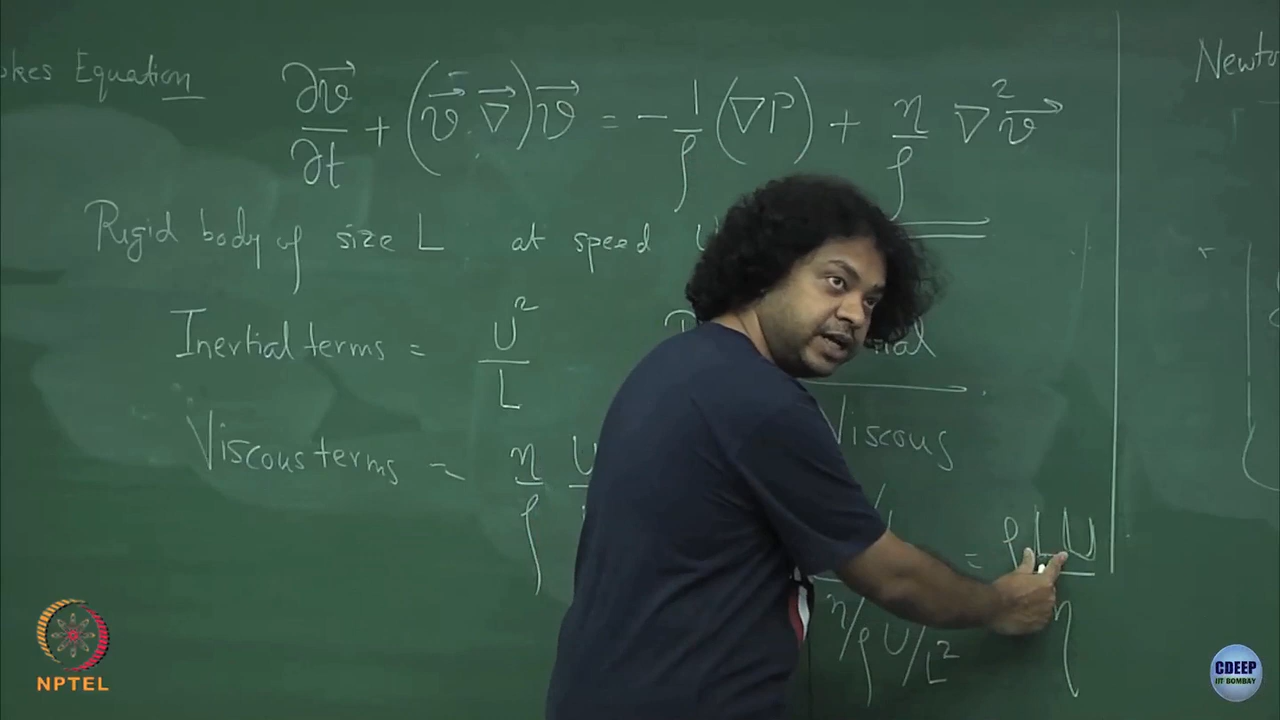 okes Equation
∂v⃗/∂t + (v⃗ ∇⃗)v⃗ = -1/ρ (∇P) + η/ρ ∇²v⃗
Newto
Rigid body of size L at speed U
Inertial terms = U²/L
Viscous terms = η/ρ U
Viscous
η/ρ U/L²
= ρLU/η
NPTEL
CDEEP
IIT BOMBAY